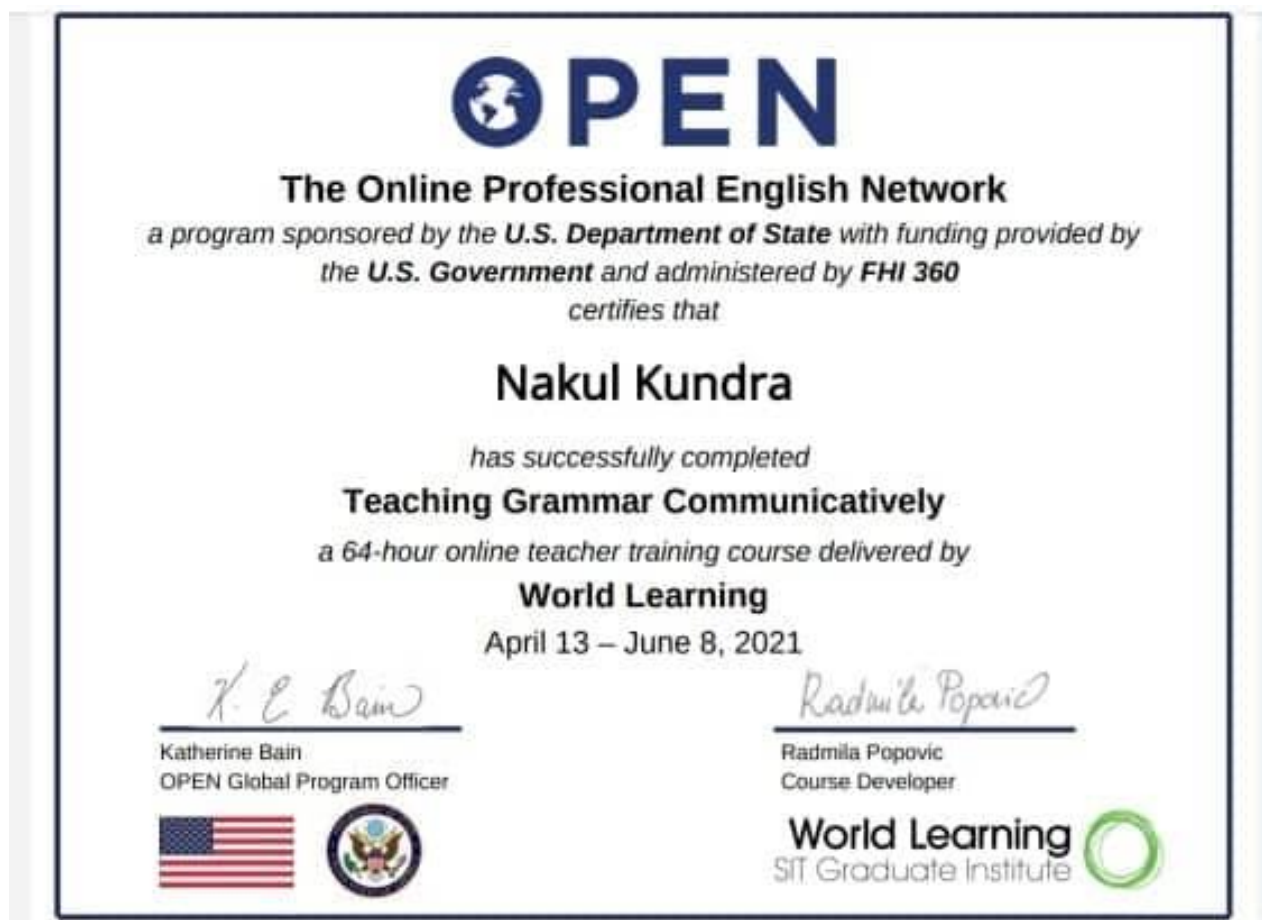 OPEN
The Online Professional English Network
a program sponsored by the U.S. Department of State with funding provided by
the U.S. Government and administered by FHI 360
certifies that
Nakul Kundra
has successfully completed
Teaching Grammar Communicatively
a 64-hour online teacher training course delivered by
World Learning
April 13 – June 8, 2021
K. E Bain
Radmila Popovic
Katherine Bain
OPEN Global Program Officer
Radmila Popovic
Course Developer
World Learning
SIT Graduate Institute